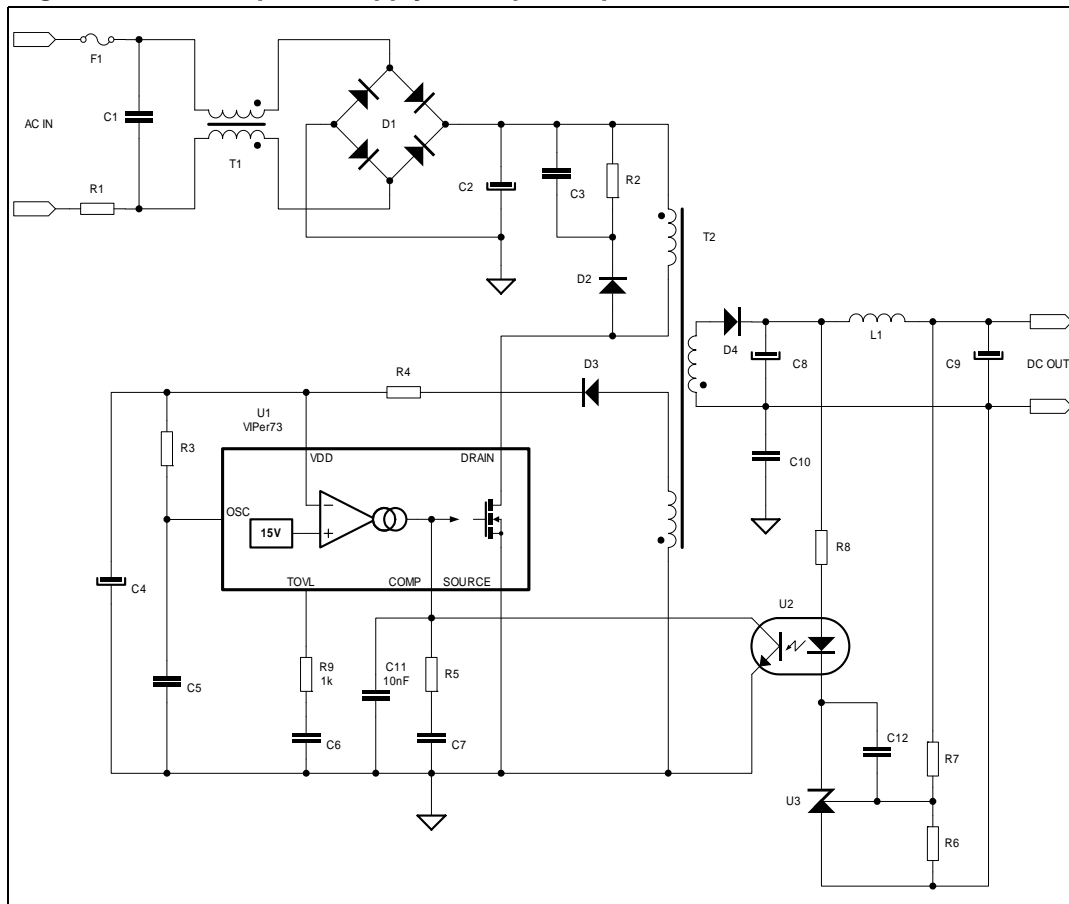 F1
C1
AC IN
T1
R1
D1
C2
C3
R2
D2
T2
D4
C8
L1
C9
DC OUT
C10
D3
R4
U1
VIPer73
R3
VDD
DRAIN
OSC
15V
−
+
TOVL
COMP
SOURCE
C4
C5
R9
1k
C6
C11
10nF
R5
C7
R8
U2
C12
R7
U3
R6